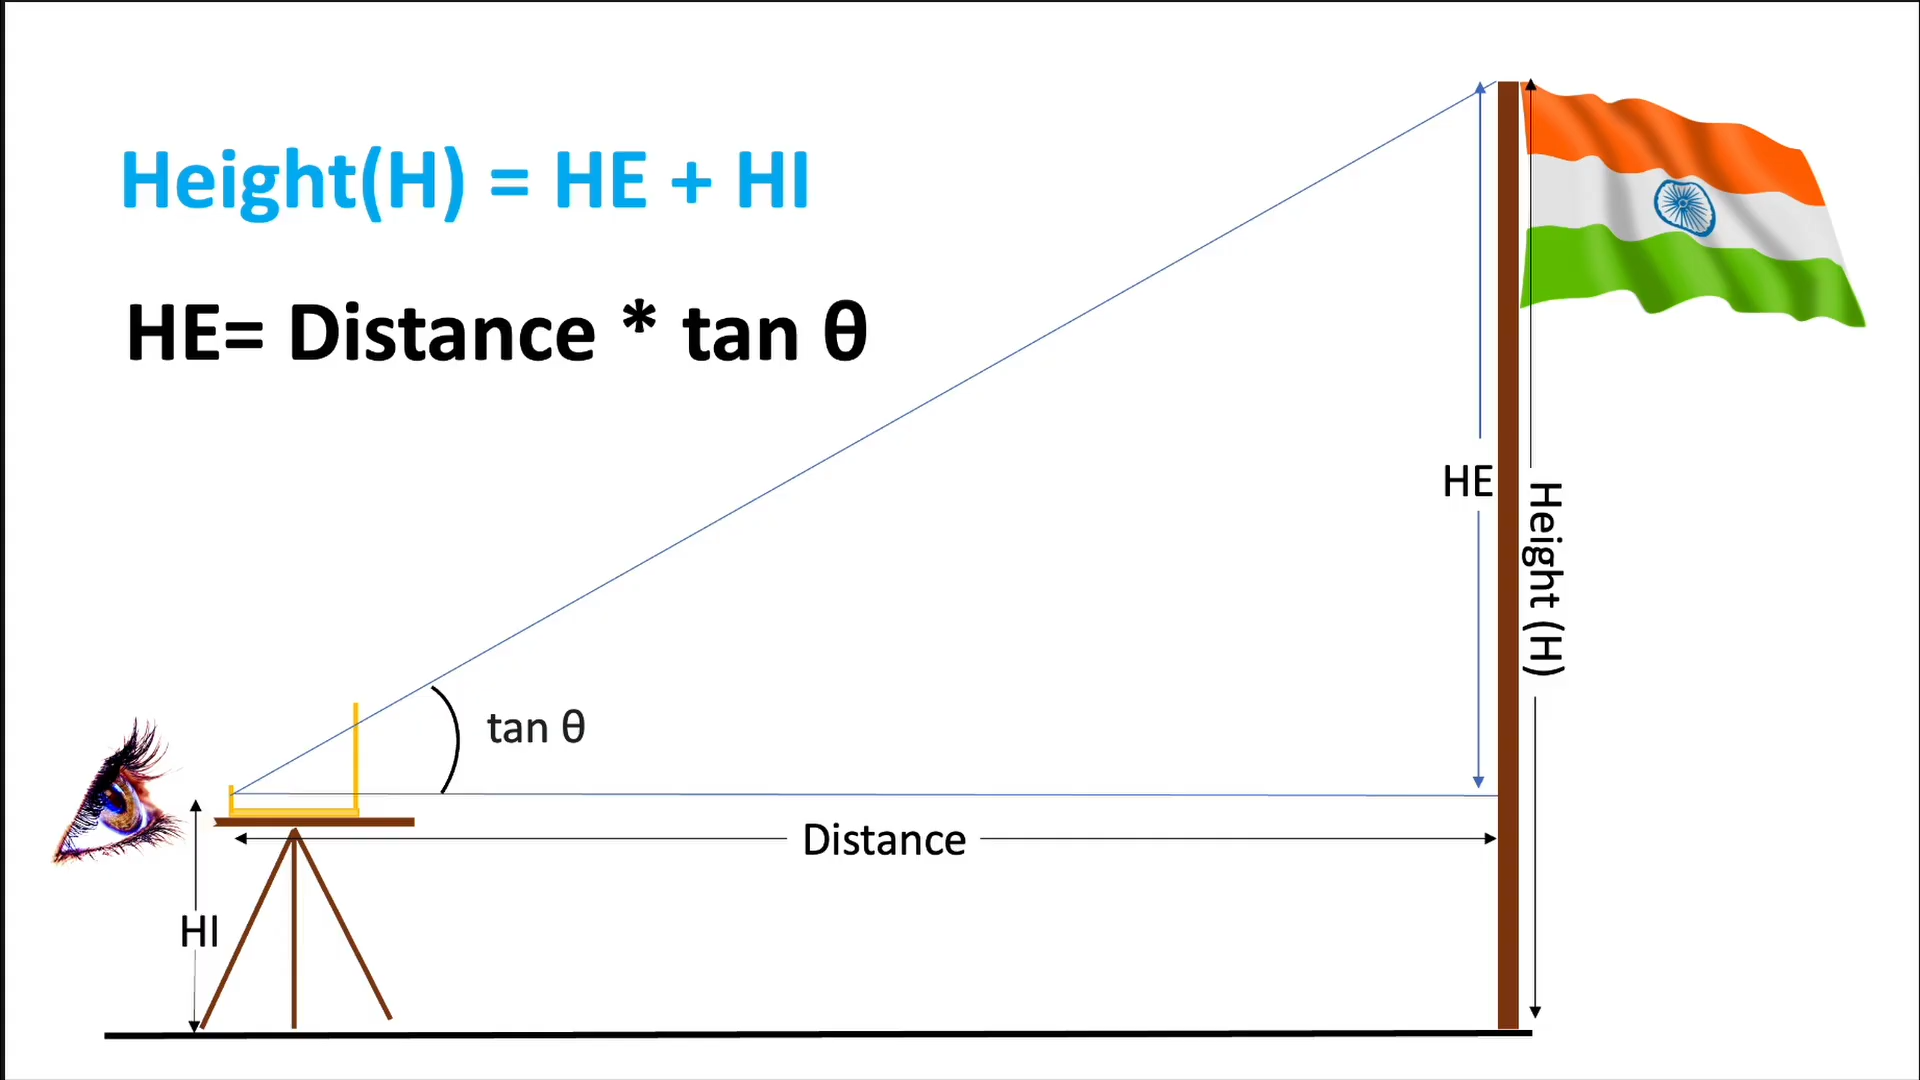 Height(H) = HE + HI
HE= Distance * tan θ
HE
Height (H)
tan θ
Distance
HI